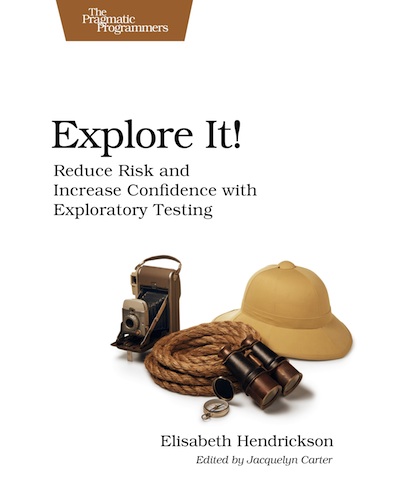 The
Pragmatic
Programmers
Explore It!
Reduce Risk and
Increase Confidence with
Exploratory Testing
Elisabeth Hendrickson
Edited by Jacquelyn Carter